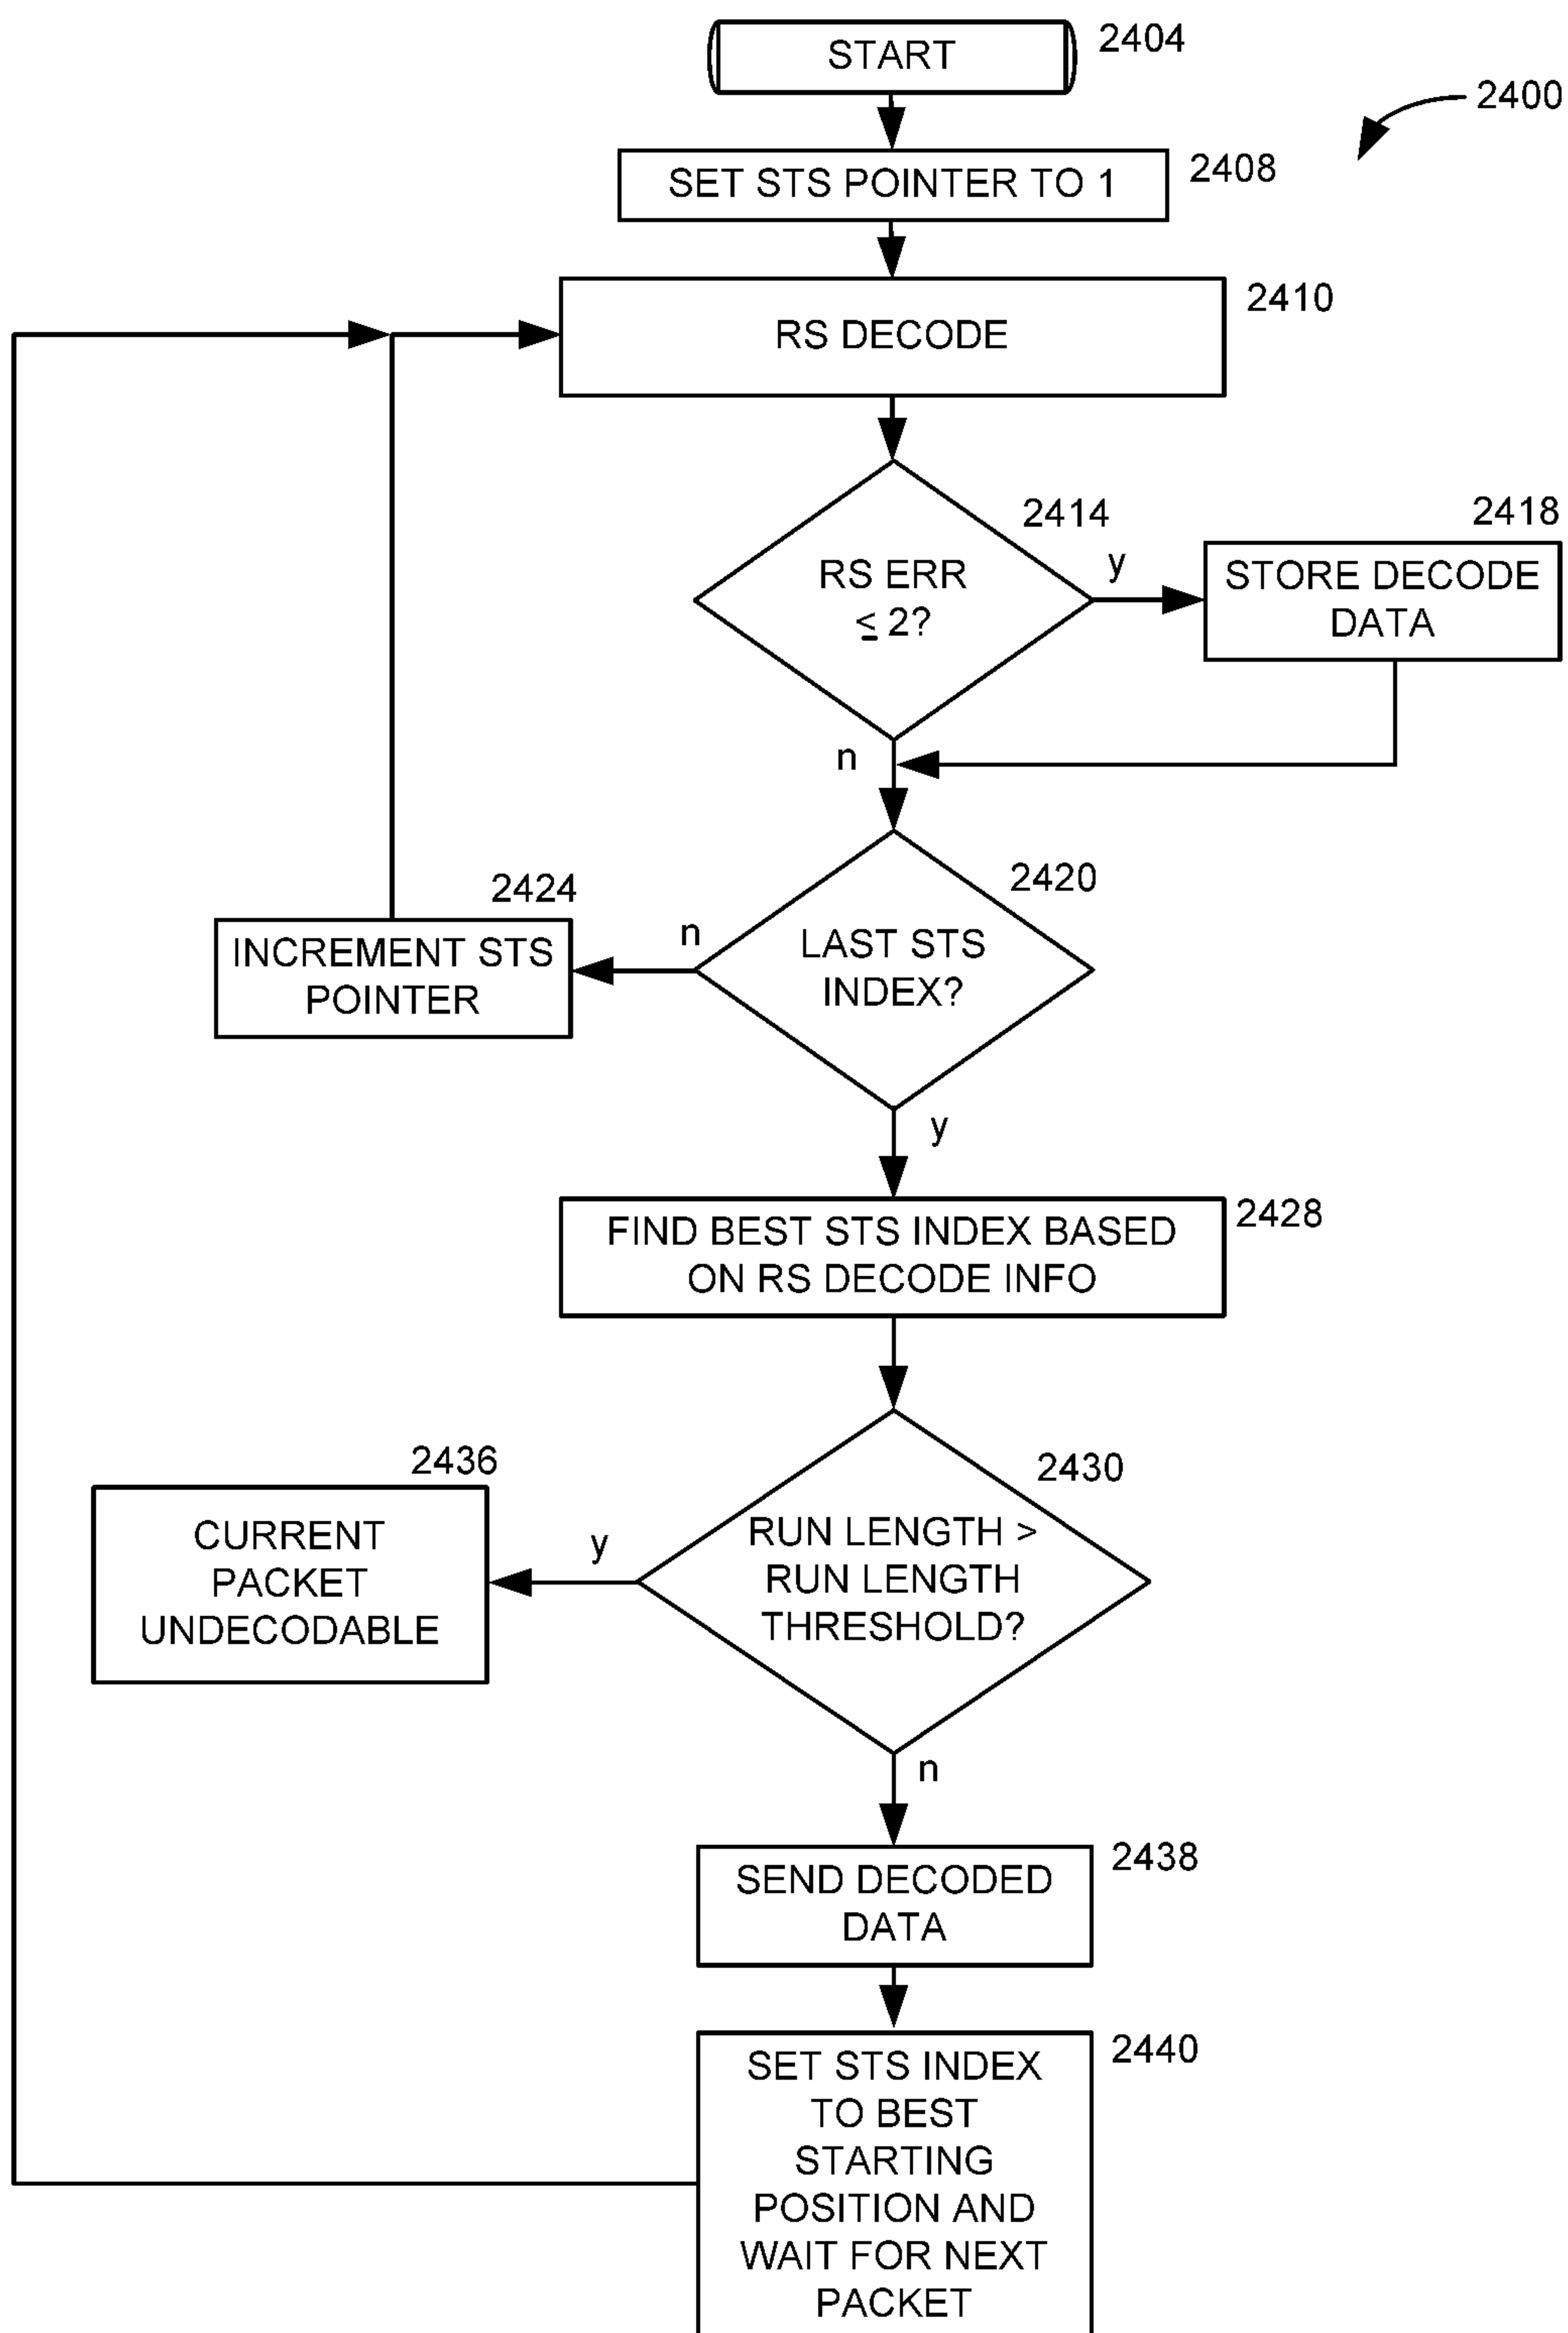 START
2404
2400
SET STS POINTER TO 1
2408
RS DECODE
2410
RS ERR
≤ 2?
2414
y
n
STORE DECODE
DATA
2418
LAST STS
INDEX?
2420
n
y
INCREMENT STS
POINTER
2424
FIND BEST STS INDEX BASED
ON RS DECODE INFO
2428
RUN LENGTH >
RUN LENGTH
THRESHOLD?
2430
y
n
CURRENT
PACKET
UNDECODABLE
2436
SEND DECODED
DATA
2438
SET STS INDEX
TO BEST
STARTING
POSITION AND
WAIT FOR NEXT
PACKET
2440